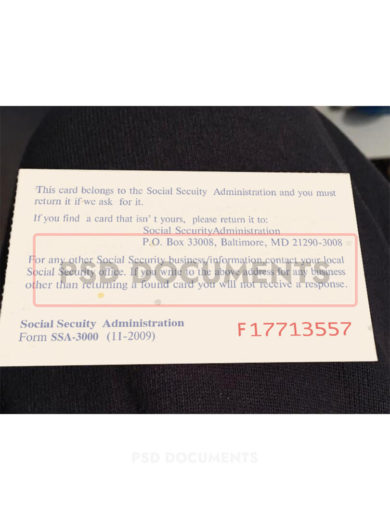 This card belongs to the Social Secuity Administration and you must
return it if we ask for it.
If you find a card that isn't yours, please return it to:
Social SecurityAdministration
P.O. Box 33008, Baltimore, MD 21290-3008
For any other Social Security business/information, contact your local
PSD DOCUMENTS
Social Security office. If you write to the above address for any business
other than returning a found card you will not receive a response.
Social Secuity Administration
Form SSA-3000 (11-2009)
F17713557
PSD DOCUMENTS